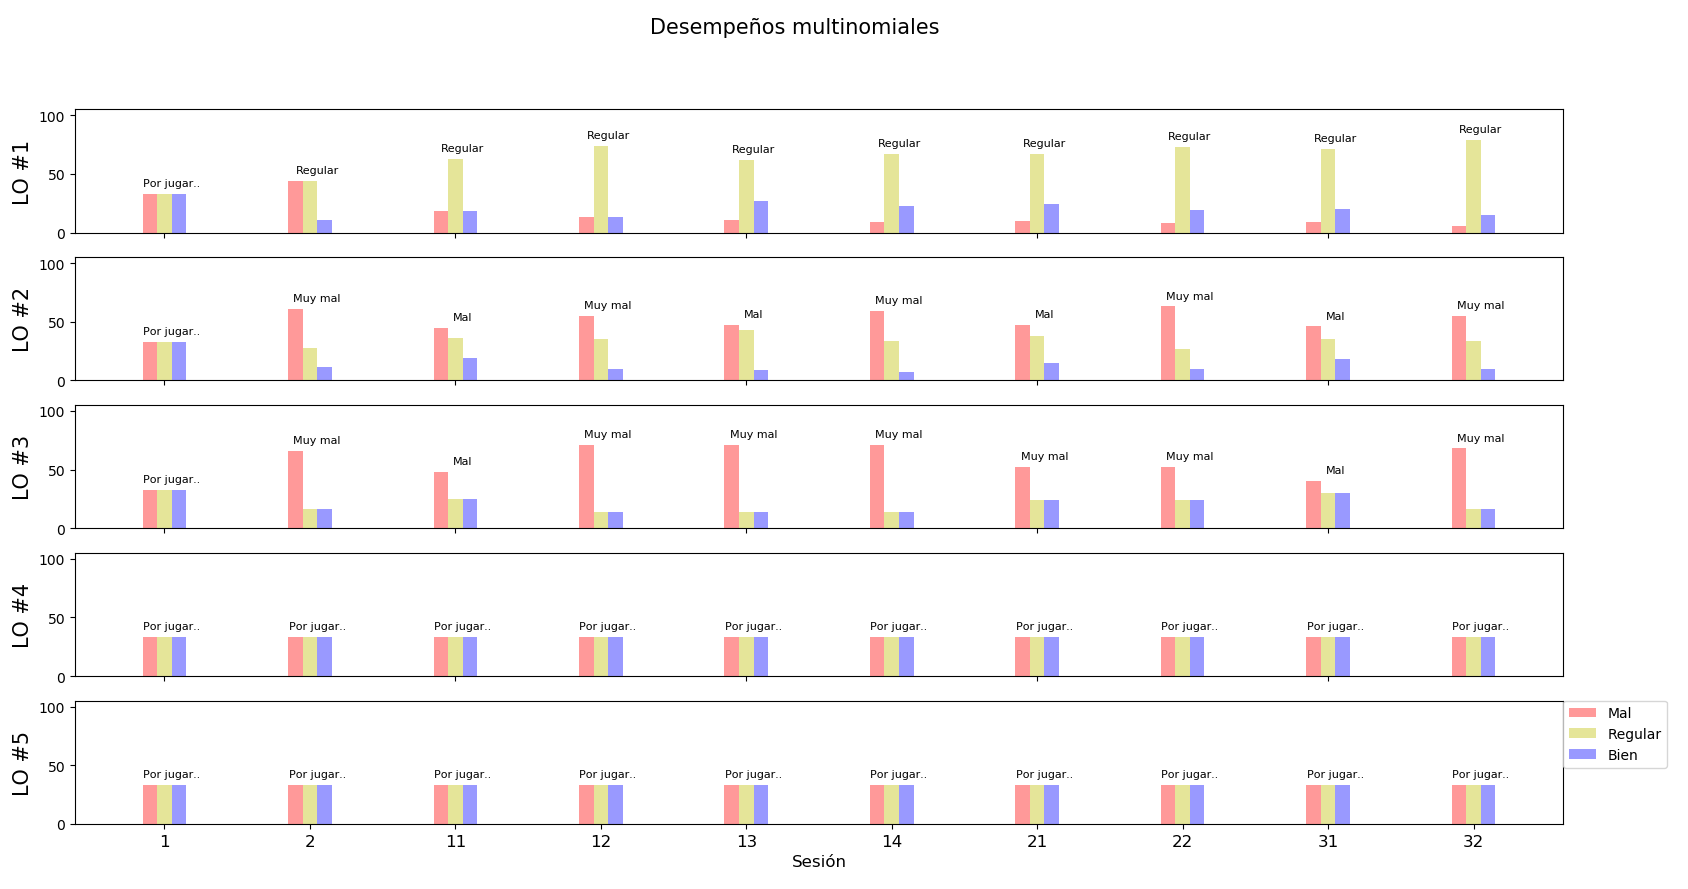 Desempeños multinomiales
LO #1
100
50
0
Por jugar..
Regular
Regular
Regular
Regular
Regular
Regular
Regular
Regular
Regular
LO #2
100
50
0
Por jugar..
Muy mal
Mal
Muy mal
Mal
Muy mal
Mal
Muy mal
Mal
Muy mal
LO #3
100
50
0
Por jugar..
Muy mal
Mal
Muy mal
Muy mal
Muy mal
Muy mal
Muy mal
Mal
Muy mal
LO #4
100
50
0
Por jugar..
Por jugar..
Por jugar..
Por jugar..
Por jugar..
Por jugar..
Por jugar..
Por jugar..
Por jugar..
Por jugar..
LO #5
100
50
0
Por jugar..
Por jugar..
Por jugar..
Por jugar..
Por jugar..
Por jugar..
Por jugar..
Por jugar..
Por jugar..
Por jugar..
Mal
Regular
Bien
1 2 11 12 13 14 21 22 31 32
Sesión